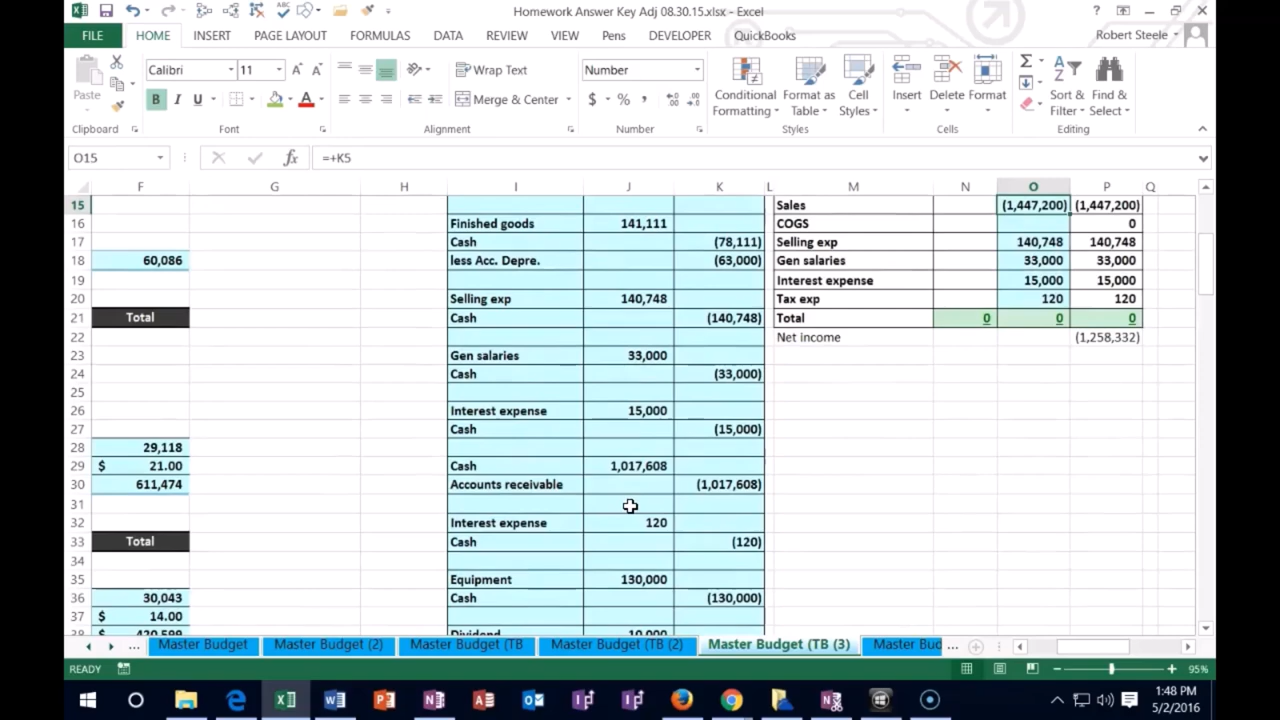 Homework Answer Key Adj 08.30.15.xlsx - Excel
FILE HOME INSERT PAGE LAYOUT FORMULAS DATA REVIEW VIEW Pens DEVELOPER QuickBooks Robert Steele
Paste Calibri 11 Wrap Text Number
B I U Merge & Center $ % , Conditional Formatting Format as Table Cell Styles Insert Delete Format Sort & Filter Find & Select
Clipboard Font Alignment Number Styles Cells Editing
O15 fx =+K5
F G H I J K L M N O P Q
15 Sales (1,447,200) (1,447,200)
16 Finished goods 141,111 COGS 0
17 Cash (78,111) Selling exp 140,748 140,748
18 60,086 less Acc. Depre. (63,000) Gen salaries 33,000 33,000
19 Interest expense 15,000 15,000
20 Selling exp 140,748 Tax exp 120 120
21 Total Cash (140,748) Total 0 0 0
22 Net income (1,258,332)
23 Gen salaries 33,000
24 Cash (33,000)
25
26 Interest expense 15,000
27 Cash (15,000)
28 29,118
29 $ 21.00 Cash 1,017,608
30 611,474 Accounts receivable (1,017,608)
31
32 Interest expense 120
33 Total Cash (120)
34
35 Equipment 130,000
36 30,043 Cash (130,000)
37 $ 14.00
38 $ 420,599 Dividend 10,000
... Master Budget Master Budget (2) Master Budget (TB Master Budget (TB (2) Master Budget (TB (3) Master Bud ...
READY 95%
1:48 PM
5/2/2016